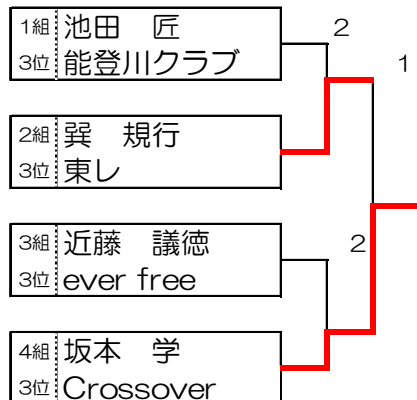 1組 池田　匠
3位 能登川クラブ
2
1
2組 巽　規行
3位 東レ
3組 近藤　議徳
3位 ever free
2
4組 坂本　学
3位 Crossover